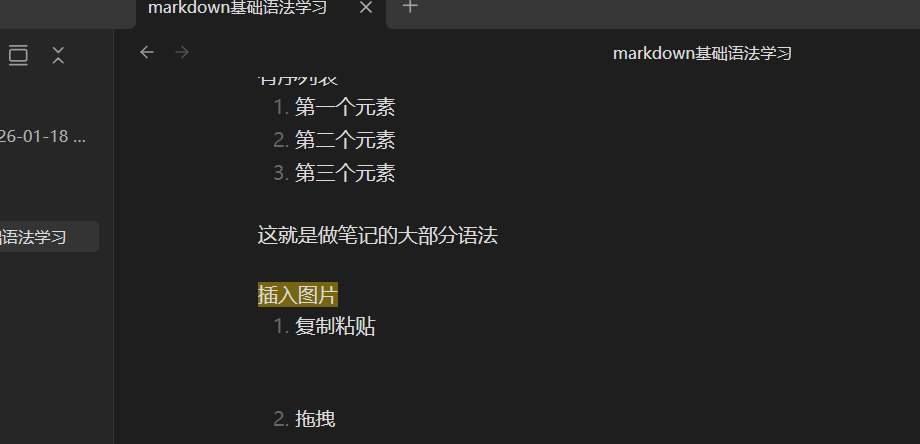 markdown基础语法学习
markdown基础语法学习
26-01-18 ...
语法学习
有序列表
1. 第一个元素
2. 第二个元素
3. 第三个元素
这就是做笔记的大部分语法
插入图片
1. 复制粘贴
2. 拖拽